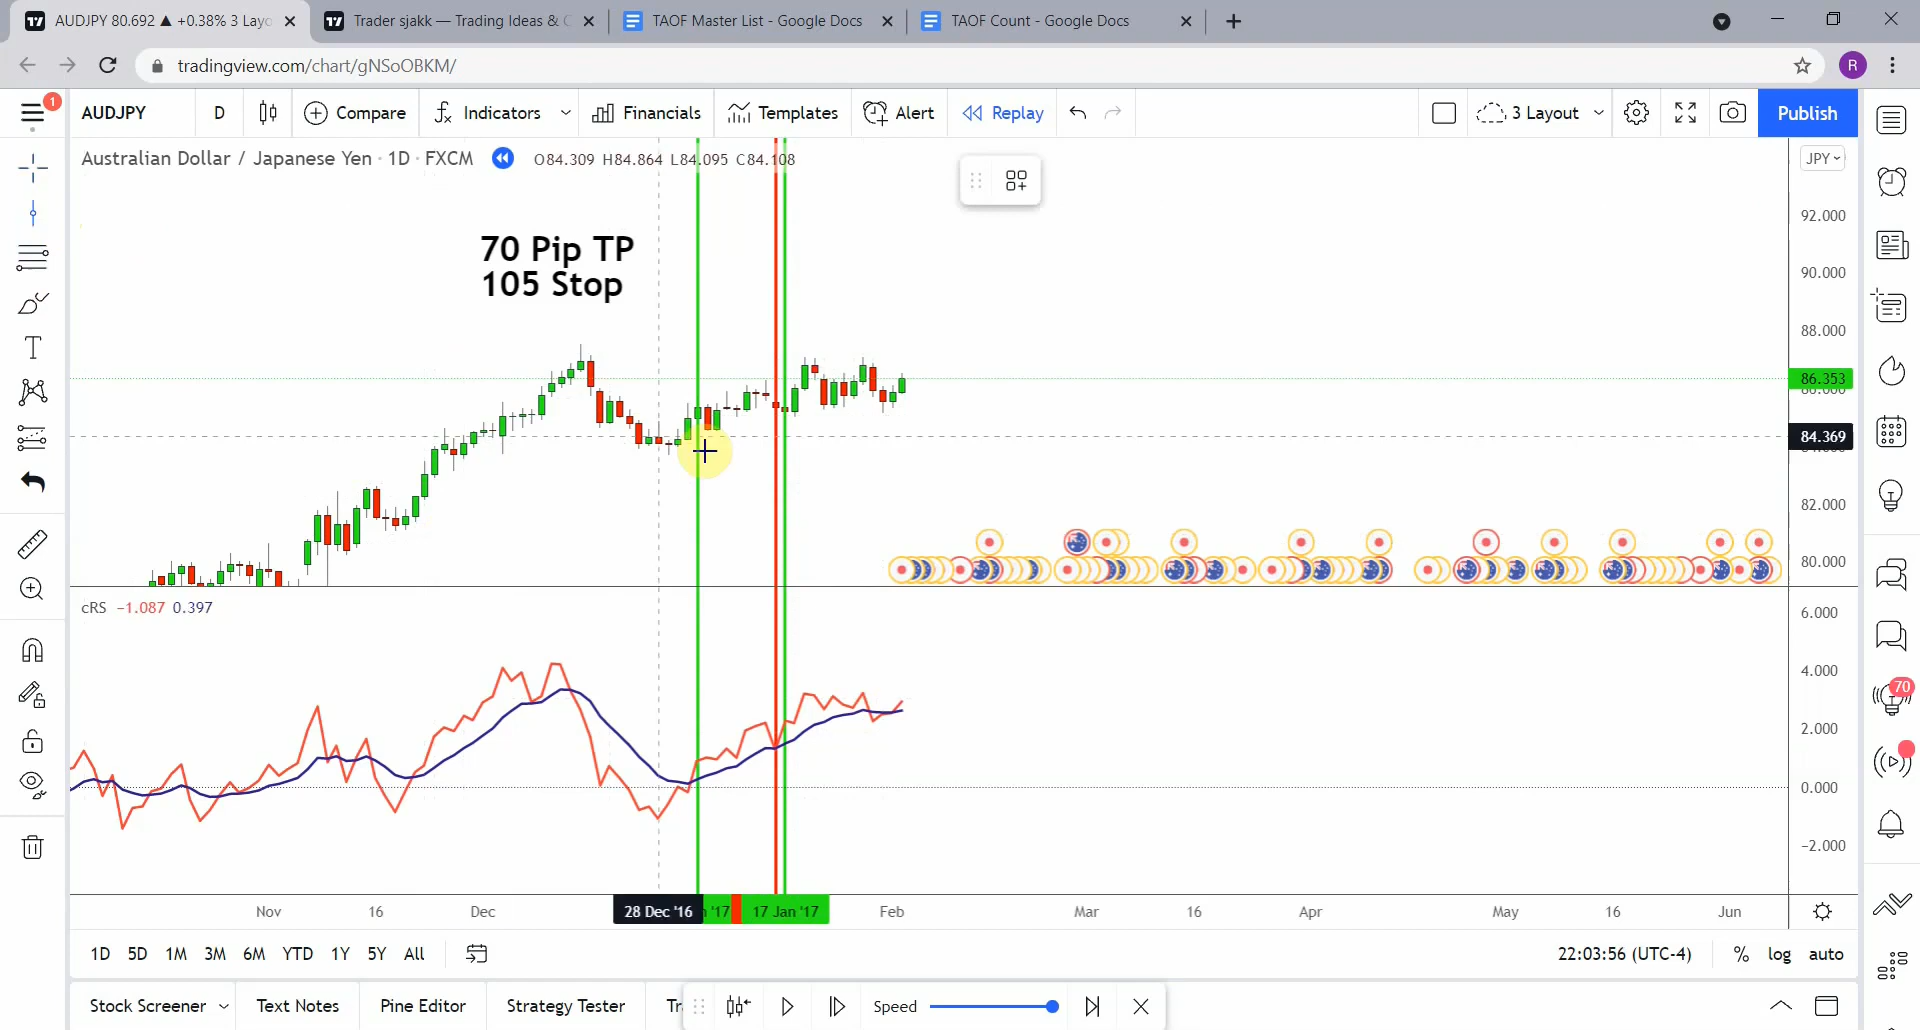 AUDJPY 80.692 ▲ +0.38% 3 Layo
Trader sjakk — Trading Ideas & C
TAOF Master List - Google Docs
TAOF Count - Google Docs
tradingview.com/chart/gNSoOBKM/
R
1
AUDJPY
D
Compare
Indicators
Financials
Templates
Alert
Replay
3 Layout
Publish
Australian Dollar / Japanese Yen · 1D · FXCM
O84.309 H84.864 L84.095 C84.108
JPY
70 Pip TP
105 Stop
92.000
90.000
88.000
86.353
86.000
84.369
82.000
80.000
cRS -1.087 0.397
6.000
4.000
2.000
0.000
-2.000
70
Nov
16
Dec
28 Dec '16
'17
17 Jan '17
Feb
Mar
16
Apr
May
16
Jun
1D 5D 1M 3M 6M YTD 1Y 5Y All
22:03:56 (UTC-4)
% log auto
Stock Screener
Text Notes
Pine Editor
Strategy Tester
Speed